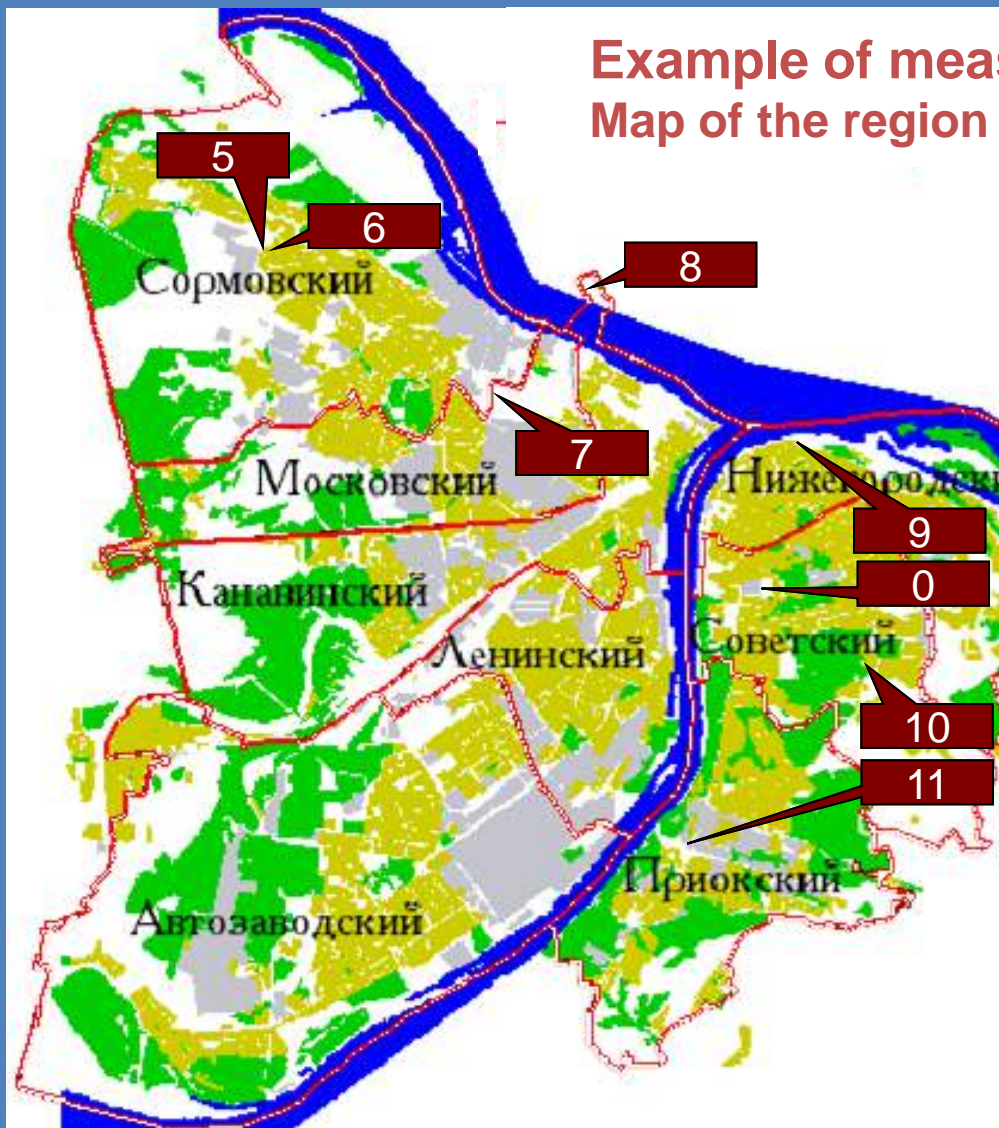 Example of meas
Map of the region
5
6
Сормовский
8
7
Московский
Нижегородски
9
Канавинский
0
Ленинский
Советский
10
11
Приокский
Автозаводский